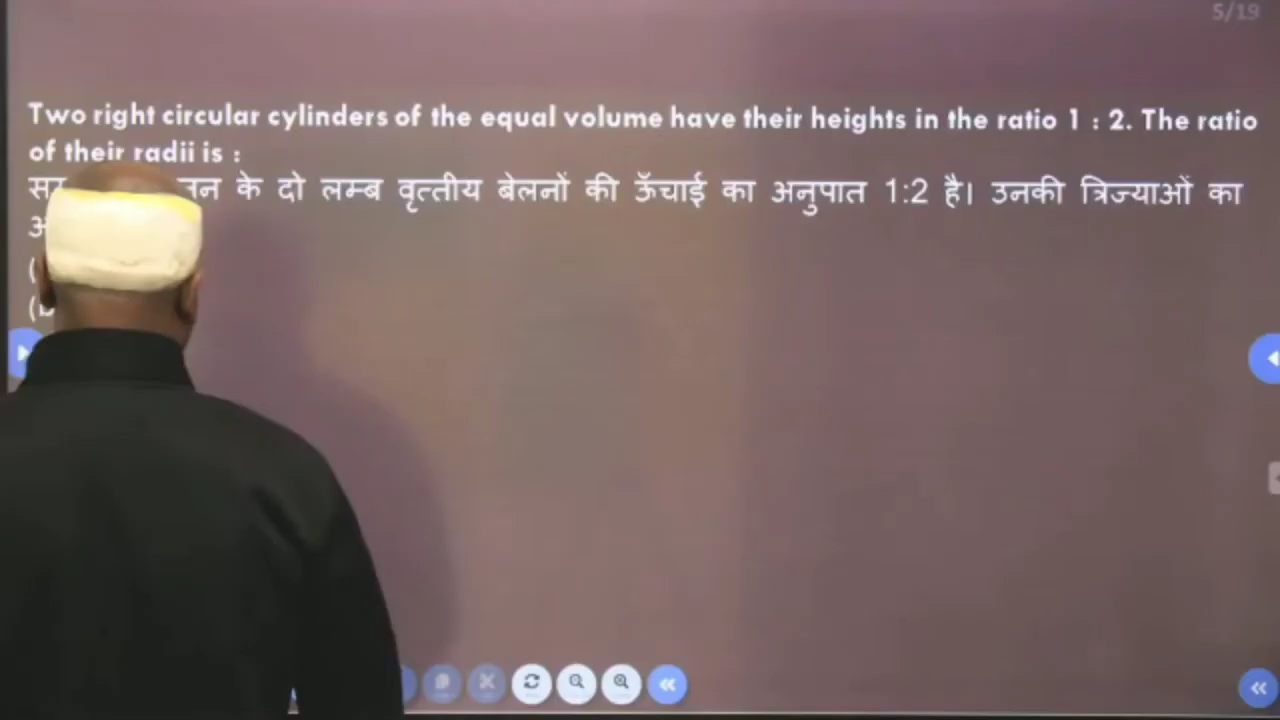 5/19
Two right circular cylinders of the equal volume have their heights in the ratio 1 : 2. The ratio
of their radii is :
के दो लम्ब वृत्तीय बेलनों की ऊँचाई का अनुपात 1:2 है। उनकी त्रिज्याओं का